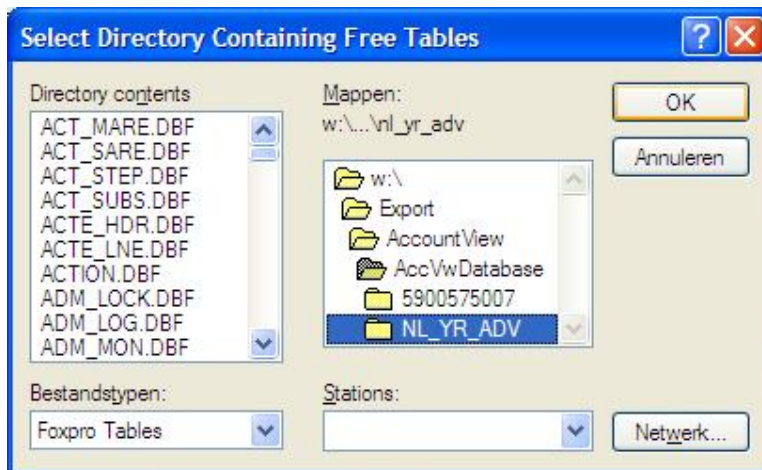 Select Directory Containing Free Tables
Directory contents
ACT_MARE.DBF
ACT_SARE.DBF
ACT_STEP.DBF
ACT_SUBS.DBF
ACTE_HDR.DBF
ACTE_LNE.DBF
ACTION.DBF
ADM_LOCK.DBF
ADM_LOG.DBF
ADM_MON.DBF
Bestandstypen:
Foxpro Tables
Mappen:
w:\...\nl_yr_adv
w:\
Export
AccountView
AccVwDatabase
5900575007
NL_YR_ADV
Stations:
OK
Annuleren
Netwerk...